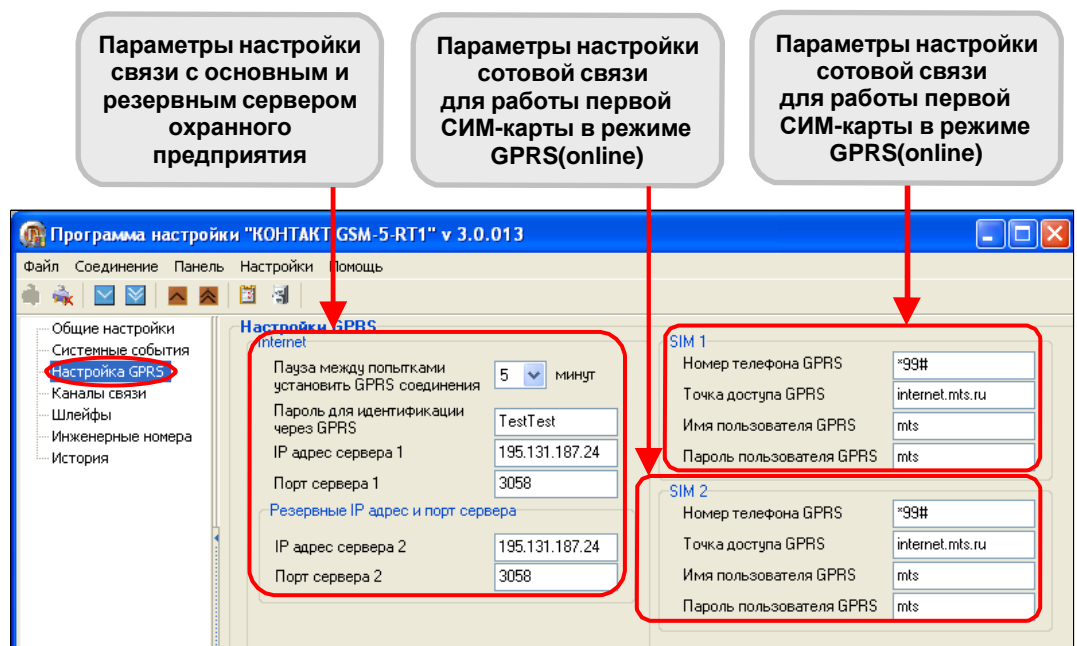 Параметры настройки
связи с основным и
резервным сервером
охранного
предприятия
Параметры настройки
сотовой связи
для работы первой
СИМ-карты в режиме
GPRS(online)
Параметры настройки
сотовой связи
для работы первой
СИМ-карты в режиме
GPRS(online)
Программа настройки "КОНТАКТ GSM-5-RT1" v 3.0.013
Файл Соединение Панель Настройки Помощь
Общие настройки
Системные события
Настройка GPRS
Каналы связи
Шлейфы
Инженерные номера
История
Настройки GPRS
Internet
Пауза между попытками
установить GPRS соединения
5
минут
Пароль для идентификации
через GPRS
TestTest
IP адрес сервера 1
195.131.187.24
Порт сервера 1
3058
Резервные IP адрес и порт сервера
IP адрес сервера 2
195.131.187.24
Порт сервера 2
3058
SIM 1
Номер телефона GPRS
*99#
Точка доступа GPRS
internet.mts.ru
Имя пользователя GPRS
mts
Пароль пользователя GPRS
mts
SIM 2
Номер телефона GPRS
*99#
Точка доступа GPRS
internet.mts.ru
Имя пользователя GPRS
mts
Пароль пользователя GPRS
mts